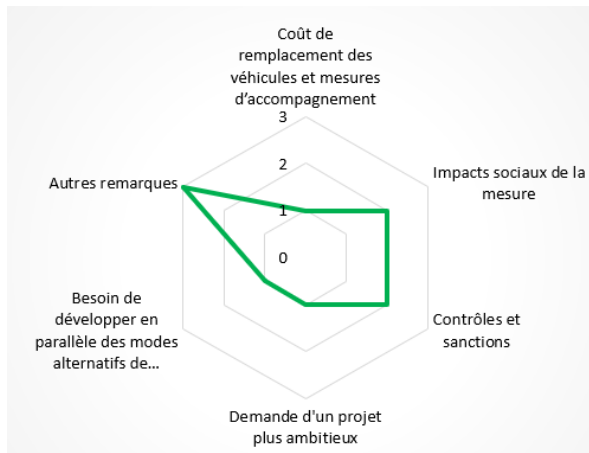 Coût de
remplacement des
véhicules et mesures
d’accompagnement
3
2
1
0
Impacts sociaux de la
mesure
Contrôles et
sanctions
Demande d'un projet
plus ambitieux
Besoin de
développer en
parallèle des modes
alternatifs de…
Autres remarques